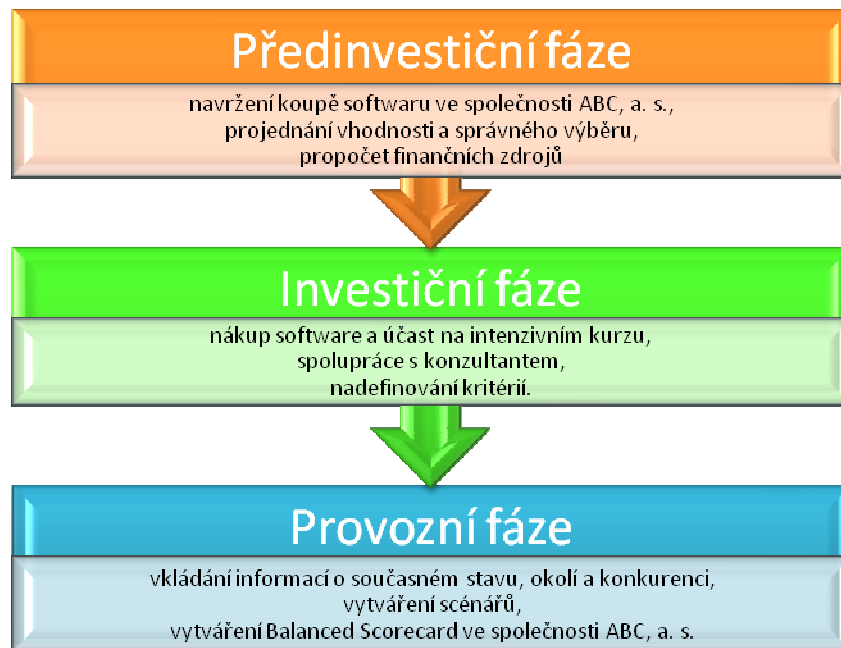 Předinvestiční fáze
navržení koupě softwaru ve společnosti ABC, a. s.,
projednání vhodnosti a správného výběru,
propočet finančních zdrojů
Investiční fáze
nákup software a účast na intenzivním kurzu,
spolupráce s konzultantem,
nadefinování kritérií.
Provozní fáze
vkládání informací o současném stavu, okolí a konkurenci,
vytváření scénářů,
vytváření Balanced Scorecard ve společnosti ABC, a. s.